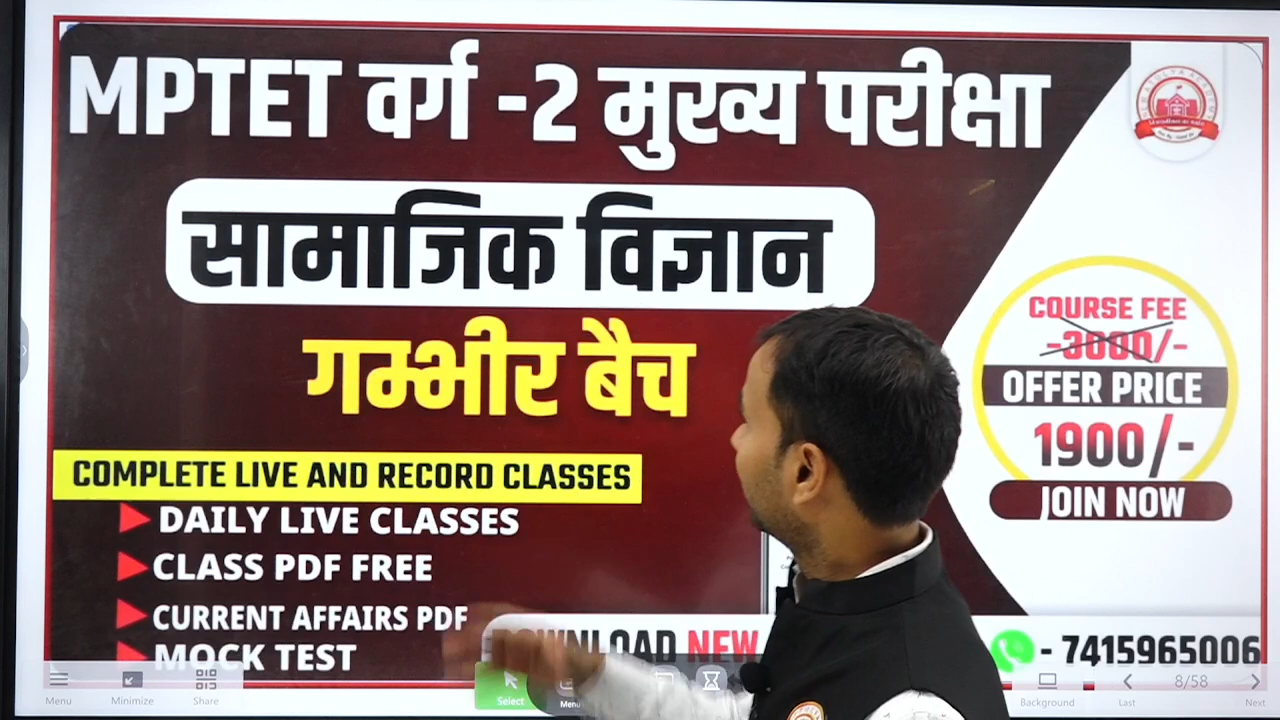 MPTET वर्ग -2 मुख्य परीक्षा
सामाजिक विज्ञान
गम्भीर बैच
COMPLETE LIVE AND RECORD CLASSES
DAILY LIVE CLASSES
CLASS PDF FREE
CURRENT AFFAIRS PDF
MOCK TEST
COURSE FEE
-3000/-
OFFER PRICE
1900/-
JOIN NOW
DOWNLOAD NEW
- 7415965006
Menu
Minimize
Share
Select
Menu
Background
Last
8/58
Next